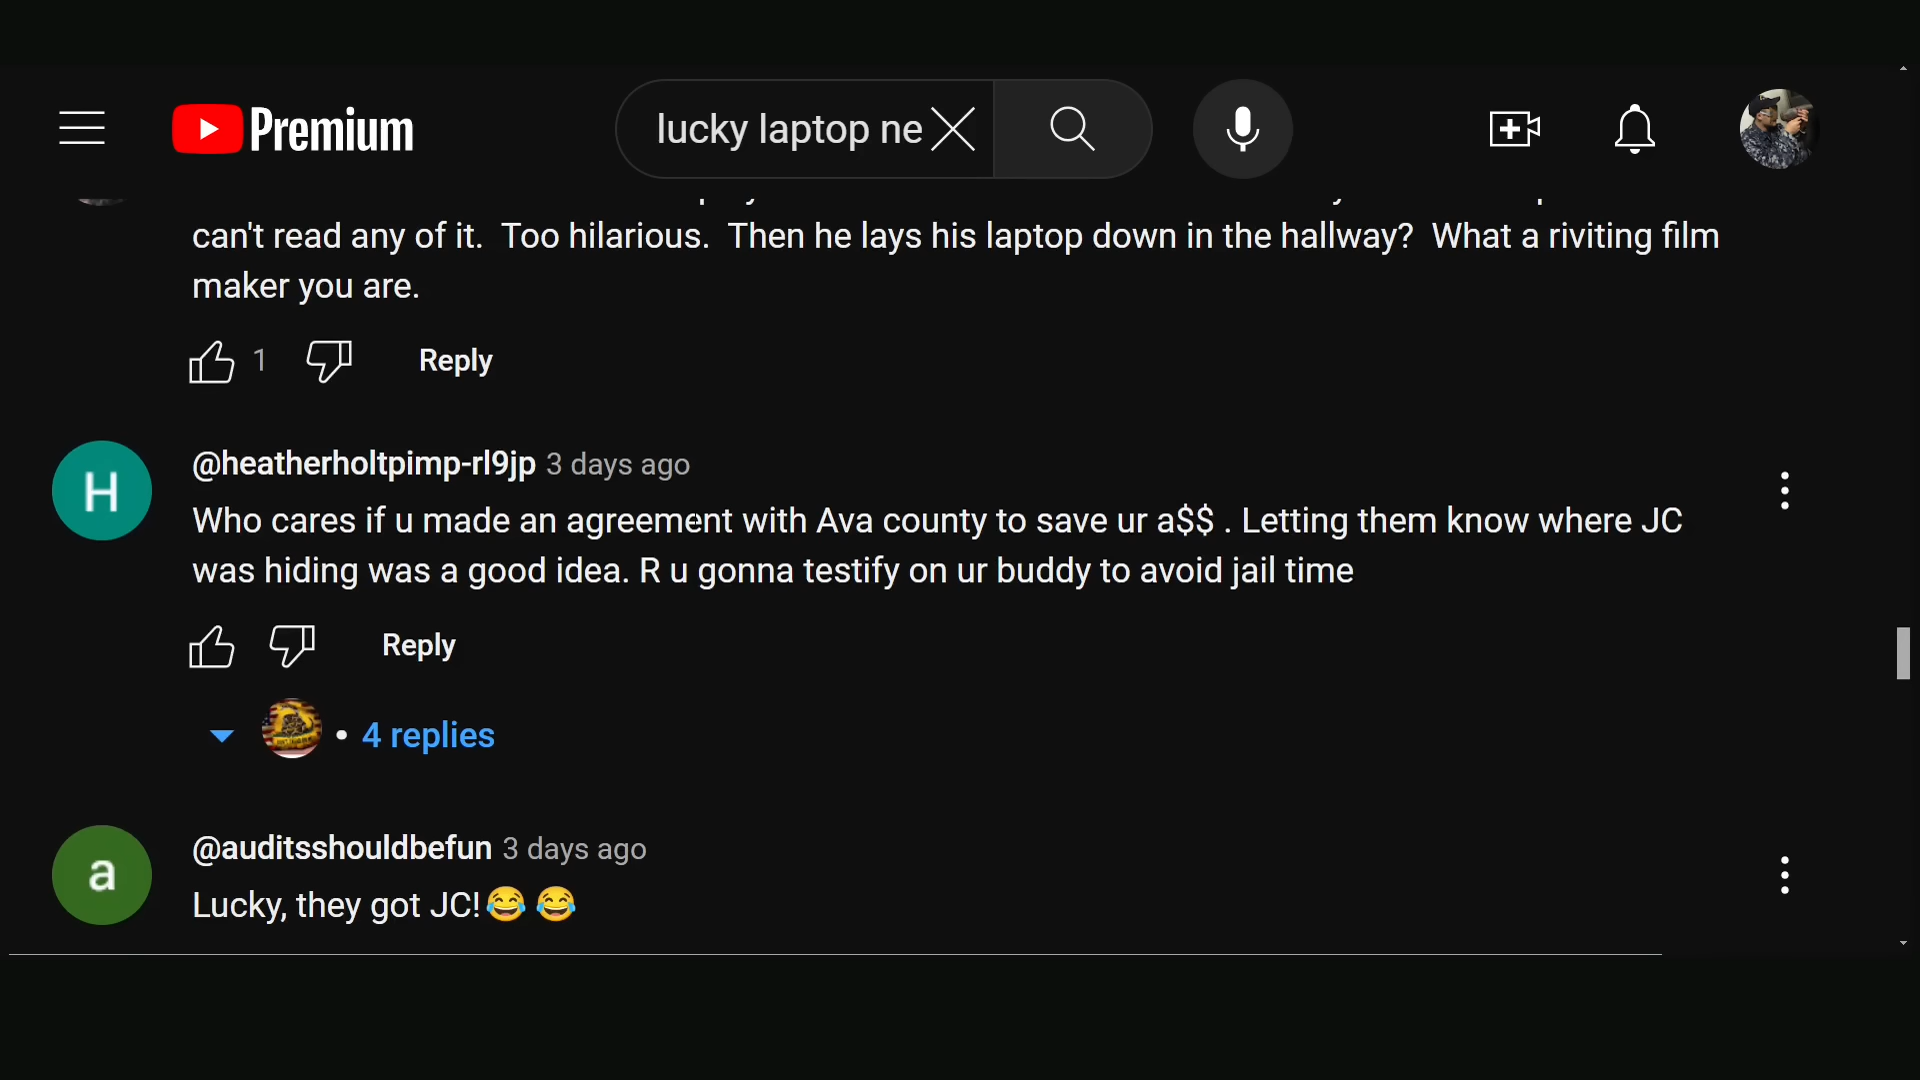 Premium
lucky laptop ne
can't read any of it. Too hilarious. Then he lays his laptop down in the hallway? What a riviting film
maker you are.
1
Reply
H
@heatherholtpimp-rl9jp 3 days ago
Who cares if u made an agreement with Ava county to save ur a$$ . Letting them know where JC
was hiding was a good idea. R u gonna testify on ur buddy to avoid jail time
Reply
• 4 replies
a
@auditsshouldbefun 3 days ago
Lucky, they got JC!😂 😂